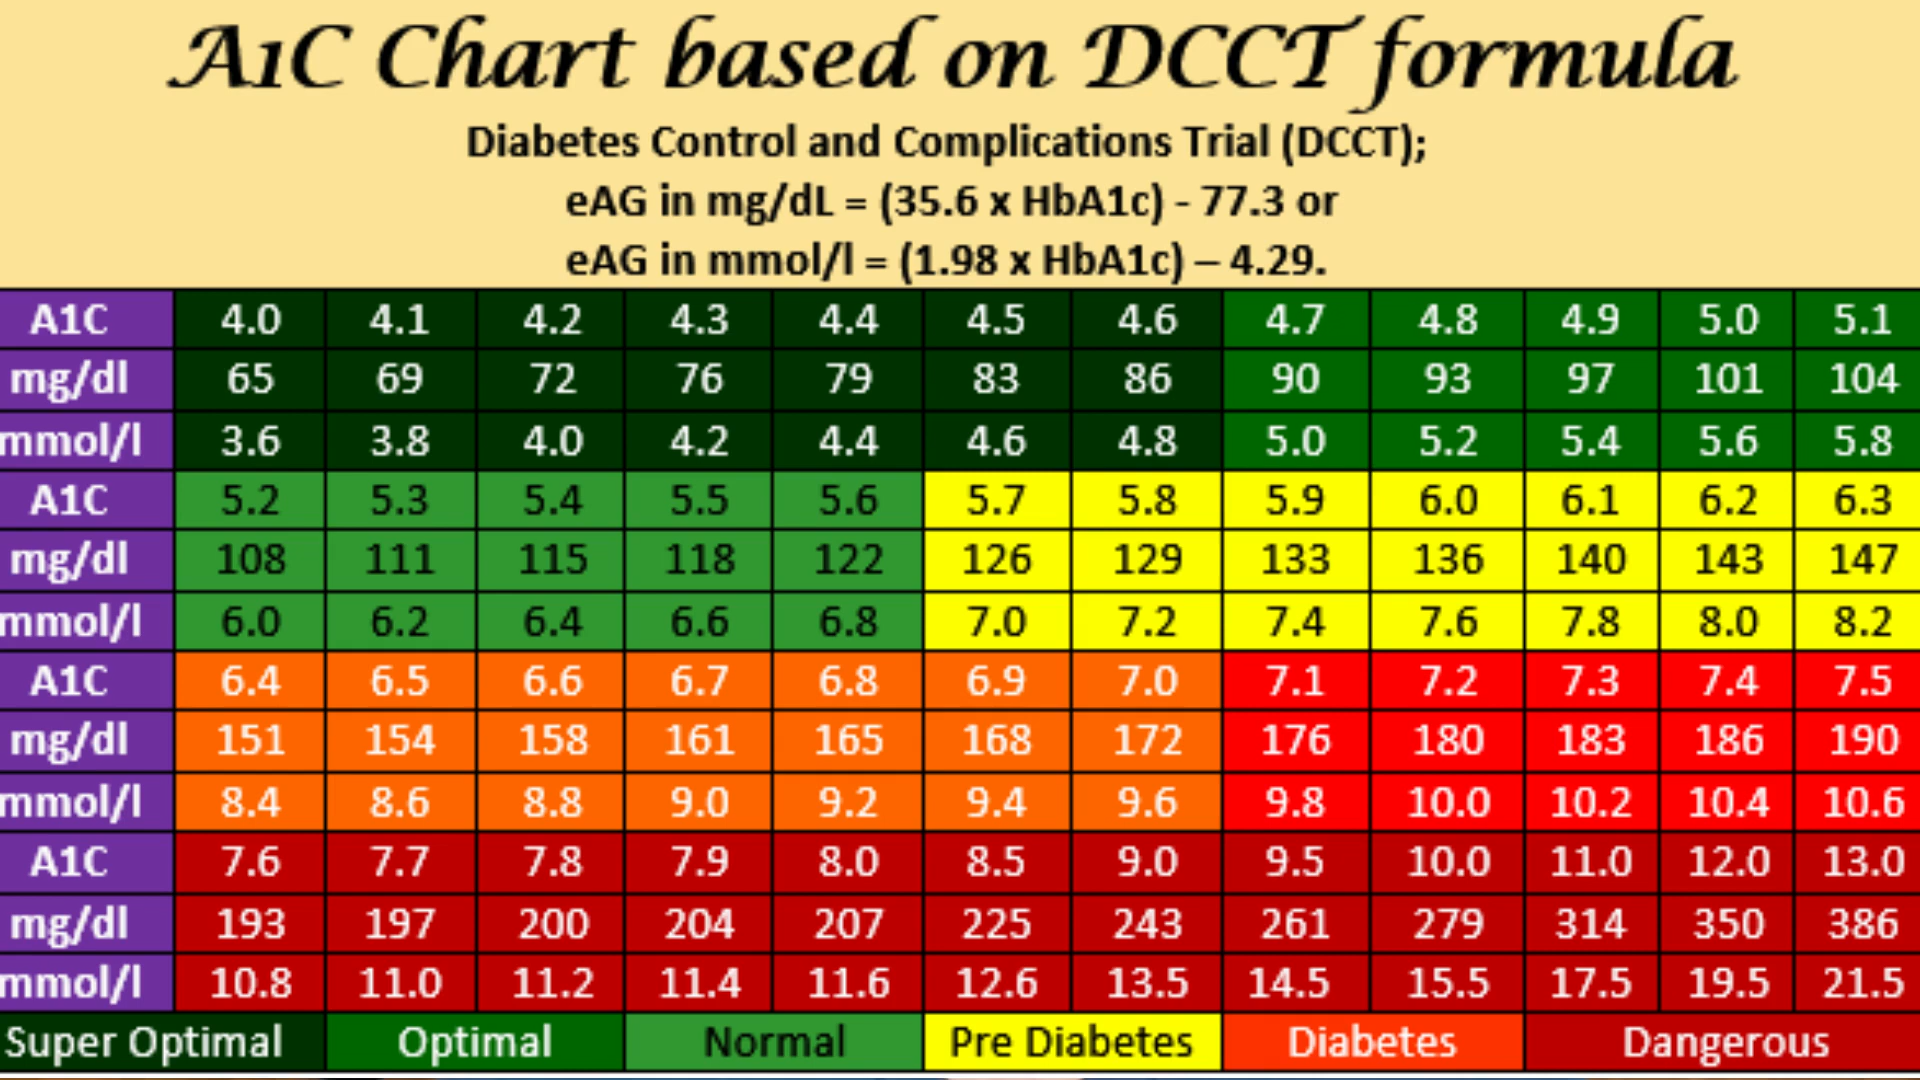 A1C Chart based on DCCT formula
Diabetes Control and Complications Trial (DCCT);
eAG in mg/dL = (35.6 x HbA1c) - 77.3 or
eAG in mmol/l = (1.98 x HbA1c) – 4.29.
A1C 4.0 4.1 4.2 4.3 4.4 4.5 4.6 4.7 4.8 4.9 5.0 5.1
mg/dl 65 69 72 76 79 83 86 90 93 97 101 104
mmol/l 3.6 3.8 4.0 4.2 4.4 4.6 4.8 5.0 5.2 5.4 5.6 5.8
A1C 5.2 5.3 5.4 5.5 5.6 5.7 5.8 5.9 6.0 6.1 6.2 6.3
mg/dl 108 111 115 118 122 126 129 133 136 140 143 147
mmol/l 6.0 6.2 6.4 6.6 6.8 7.0 7.2 7.4 7.6 7.8 8.0 8.2
A1C 6.4 6.5 6.6 6.7 6.8 6.9 7.0 7.1 7.2 7.3 7.4 7.5
mg/dl 151 154 158 161 165 168 172 176 180 183 186 190
mmol/l 8.4 8.6 8.8 9.0 9.2 9.4 9.6 9.8 10.0 10.2 10.4 10.6
A1C 7.6 7.7 7.8 7.9 8.0 8.5 9.0 9.5 10.0 11.0 12.0 13.0
mg/dl 193 197 200 204 207 225 243 261 279 314 350 386
mmol/l 10.8 11.0 11.2 11.4 11.6 12.6 13.5 14.5 15.5 17.5 19.5 21.5
Super Optimal Optimal Normal Pre Diabetes Diabetes Dangerous